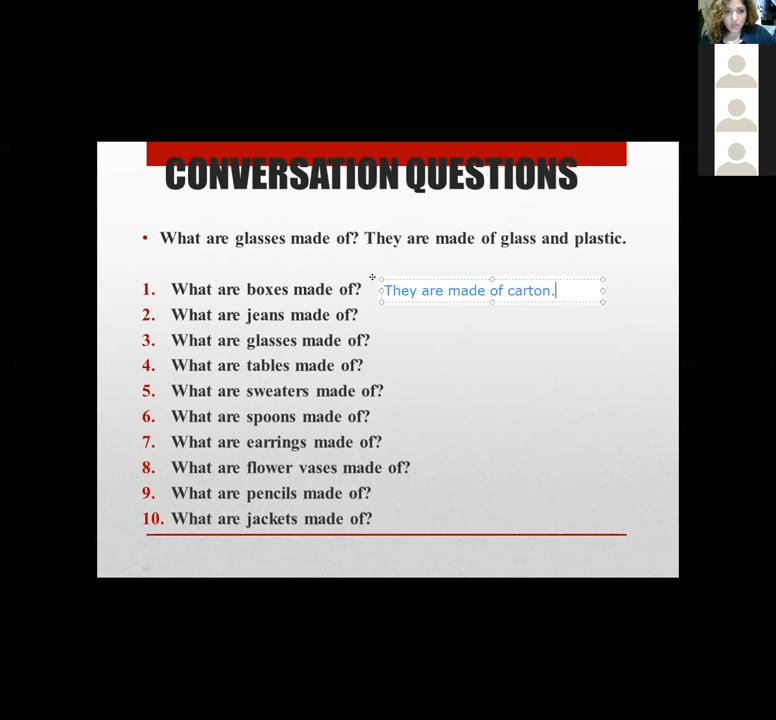 CONVERSATION QUESTIONS
• What are glasses made of? They are made of glass and plastic.
1. What are boxes made of? They are made of carton.
2. What are jeans made of?
3. What are glasses made of?
4. What are tables made of?
5. What are sweaters made of?
6. What are spoons made of?
7. What are earrings made of?
8. What are flower vases made of?
9. What are pencils made of?
10. What are jackets made of?